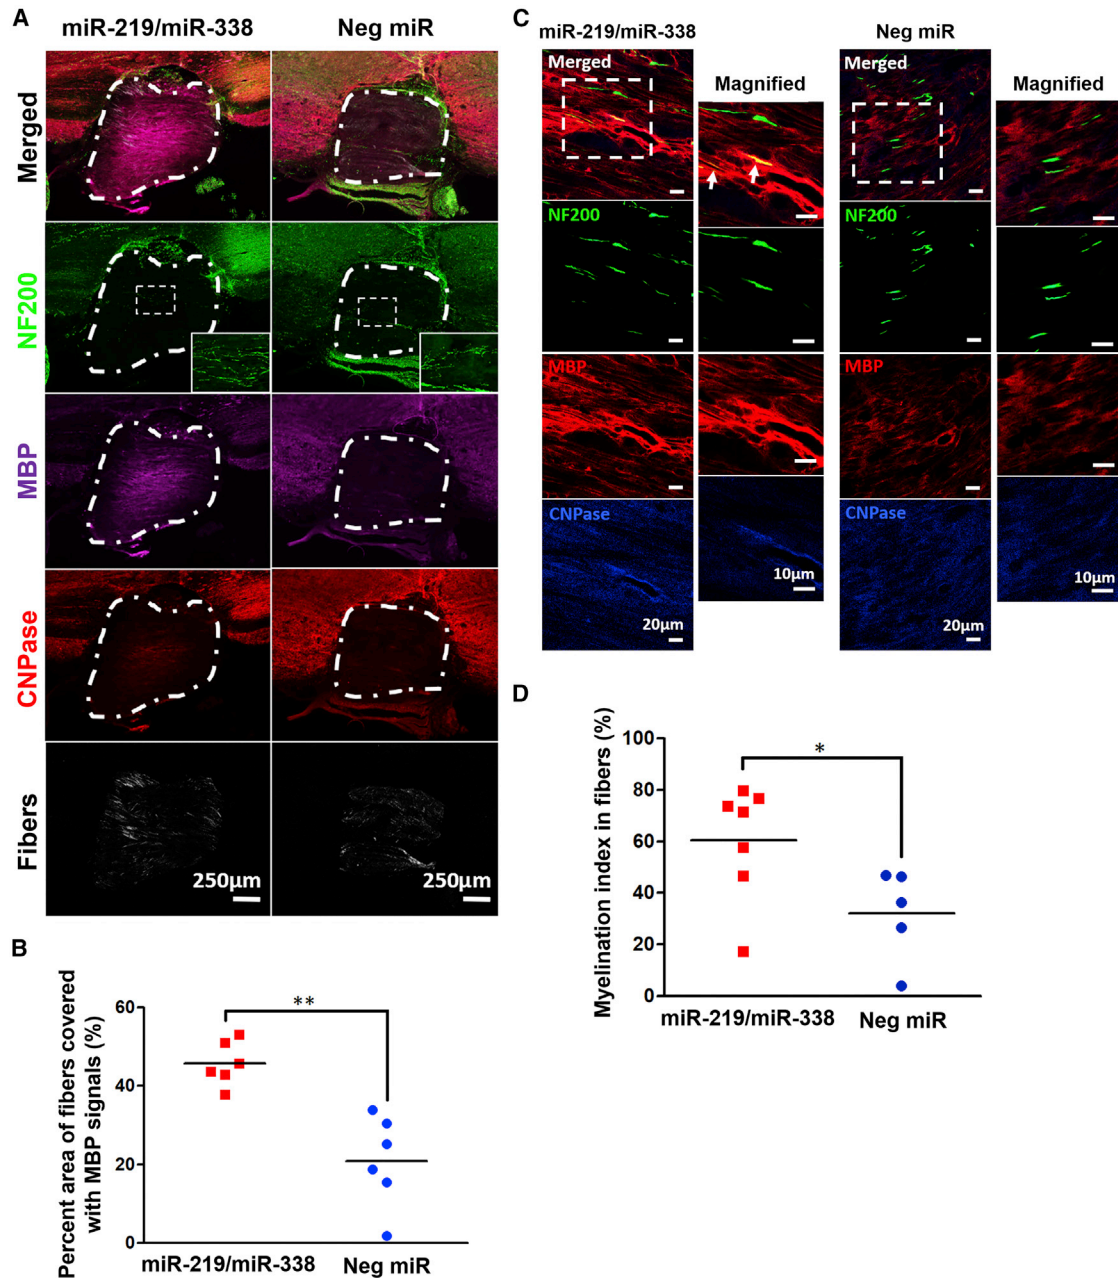 A
miR-219/miR-338
Neg miR
Merged
NF200
MBP
CNPase
Fibers
250µm
250µm
B
Percent area of fibers covered
with MBP signals (%)
60
40
20
0
**
miR-219/miR-338
Neg miR
C
miR-219/miR-338
Neg miR
Merged
Magnified
Merged
Magnified
NF200
NF200
MBP
MBP
CNPase
10µm
20µm
CNPase
10µm
20µm
D
Myelination index in fibers (%)
100
80
60
40
20
0
*
miR-219/miR-338
Neg miR